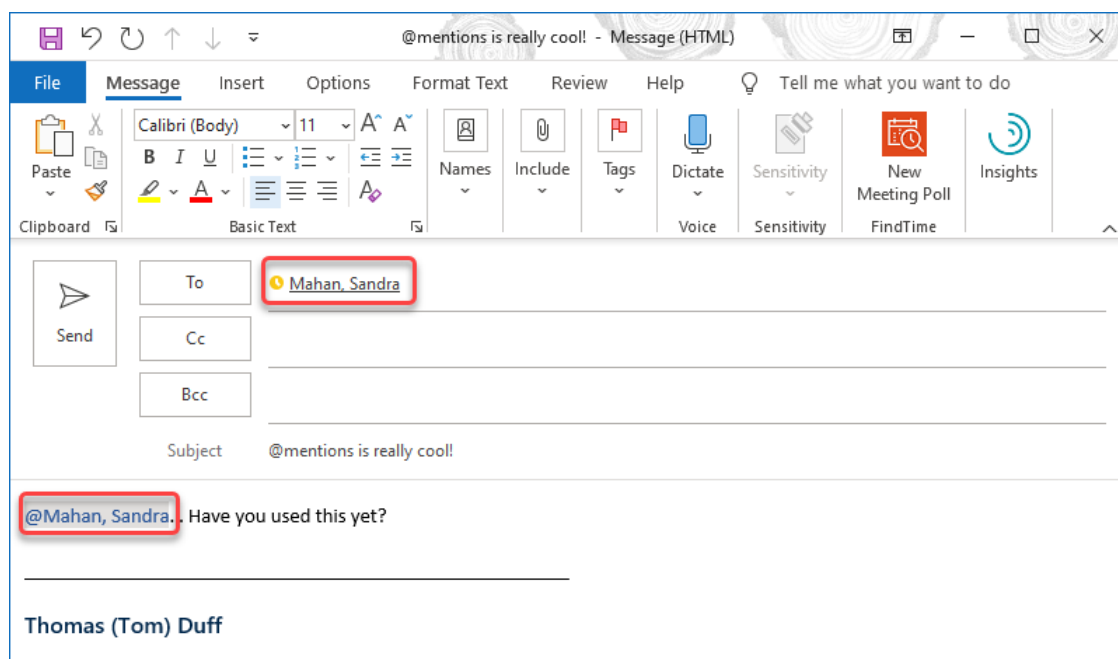 @mentions is really cool! - Message (HTML)
File Message Insert Options Format Text Review Help Tell me what you want to do
Calibri (Body) 11 A A
B I U
A A
Paste
Names Include Tags Dictate Sensitivity New Meeting Poll Insights
Clipboard Basic Text Voice Sensitivity FindTime
To Mahan, Sandra
Send
Cc
Bcc
Subject @mentions is really cool!
@Mahan, Sandra.. Have you used this yet?
Thomas (Tom) Duff